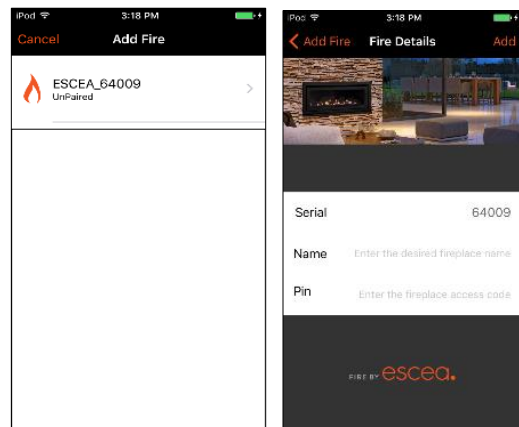 iPod 3:18 PM
Cancel Add Fire
ESCEA_64009
UnPaired
iPod 3:18 PM
Add Fire Fire Details Add
Serial 64009
Name Enter the desired fireplace name
Pin Enter the fireplace access code
FIRE BY escea.